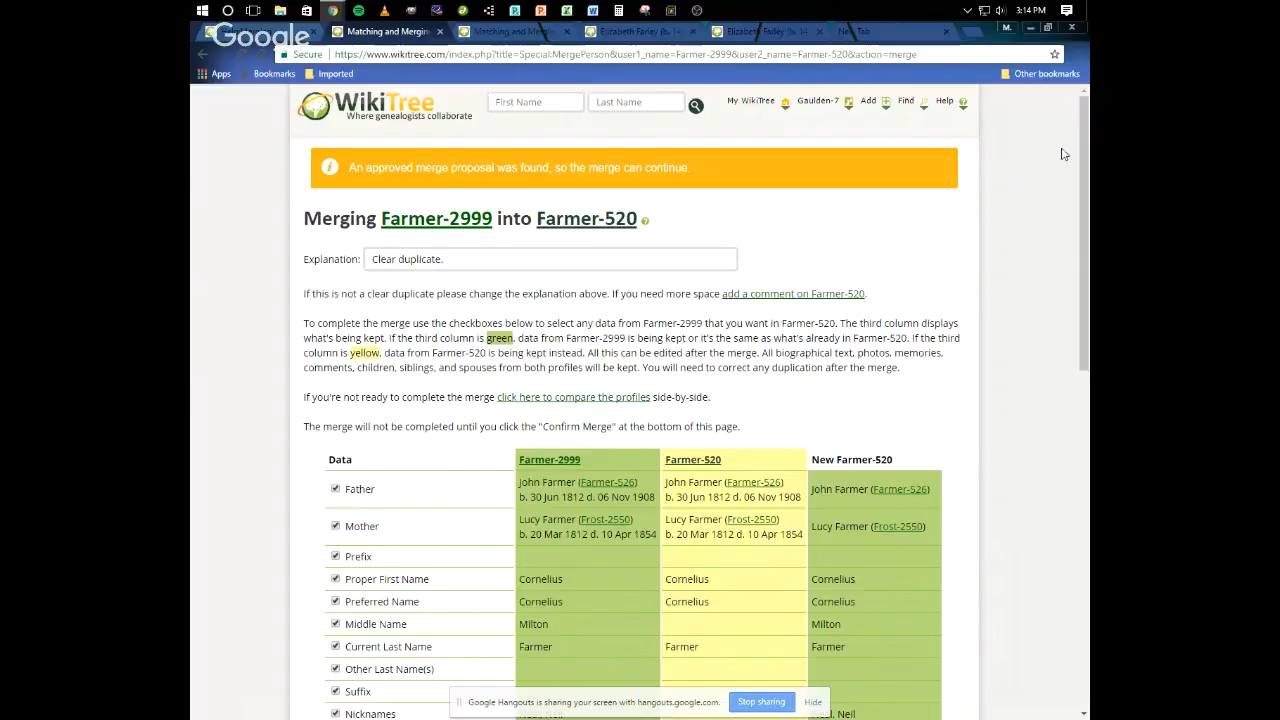 3:14 PM
Google
Matching and Merging
Matching and Merging
Elizabeth Farley (b. 14
Elizabeth Farley (b. 14
New Tab
M.
Secure | https://www.wikitree.com/index.php?title=Special:MergePerson&user1_name=Farmer-2999&user2_name=Farmer-520&action=merge
Apps Bookmarks Imported Other bookmarks
WikiTree
Where genealogists collaborate
First Name
Last Name
My WikiTree Gaulden-7 Add Find Help
An approved merge proposal was found, so the merge can continue.
Merging Farmer-2999 into Farmer-520
Explanation: Clear duplicate.
If this is not a clear duplicate please change the explanation above. If you need more space add a comment on Farmer-520.
To complete the merge use the checkboxes below to select any data from Farmer-2999 that you want in Farmer-520. The third column displays
what's being kept. If the third column is green, data from Farmer-2999 is being kept or it's the same as what's already in Farmer-520. If the third
column is yellow, data from Farmer-520 is being kept instead. All this can be edited after the merge. All biographical text, photos, memories,
comments, children, siblings, and spouses from both profiles will be kept. You will need to correct any duplication after the merge.
If you're not ready to complete the merge click here to compare the profiles side-by-side.
The merge will not be completed until you click the "Confirm Merge" at the bottom of this page.
Data Farmer-2999 Farmer-520 New Farmer-520
Father John Farmer (Farmer-526) b. 30 Jun 1812 d. 06 Nov 1908 John Farmer (Farmer-526) b. 30 Jun 1812 d. 06 Nov 1908 John Farmer (Farmer-526)
Mother Lucy Farmer (Frost-2550) b. 20 Mar 1812 d. 10 Apr 1854 Lucy Farmer (Frost-2550) b. 20 Mar 1812 d. 10 Apr 1854 Lucy Farmer (Frost-2550)
Prefix
Proper First Name Cornelius Cornelius Cornelius
Preferred Name Cornelius Cornelius Cornelius
Middle Name Milton Milton
Current Last Name Farmer Farmer Farmer
Other Last Name(s)
Suffix
Nicknames Neal, Neil
Google Hangouts is sharing your screen with hangouts.google.com. Stop sharing Hide